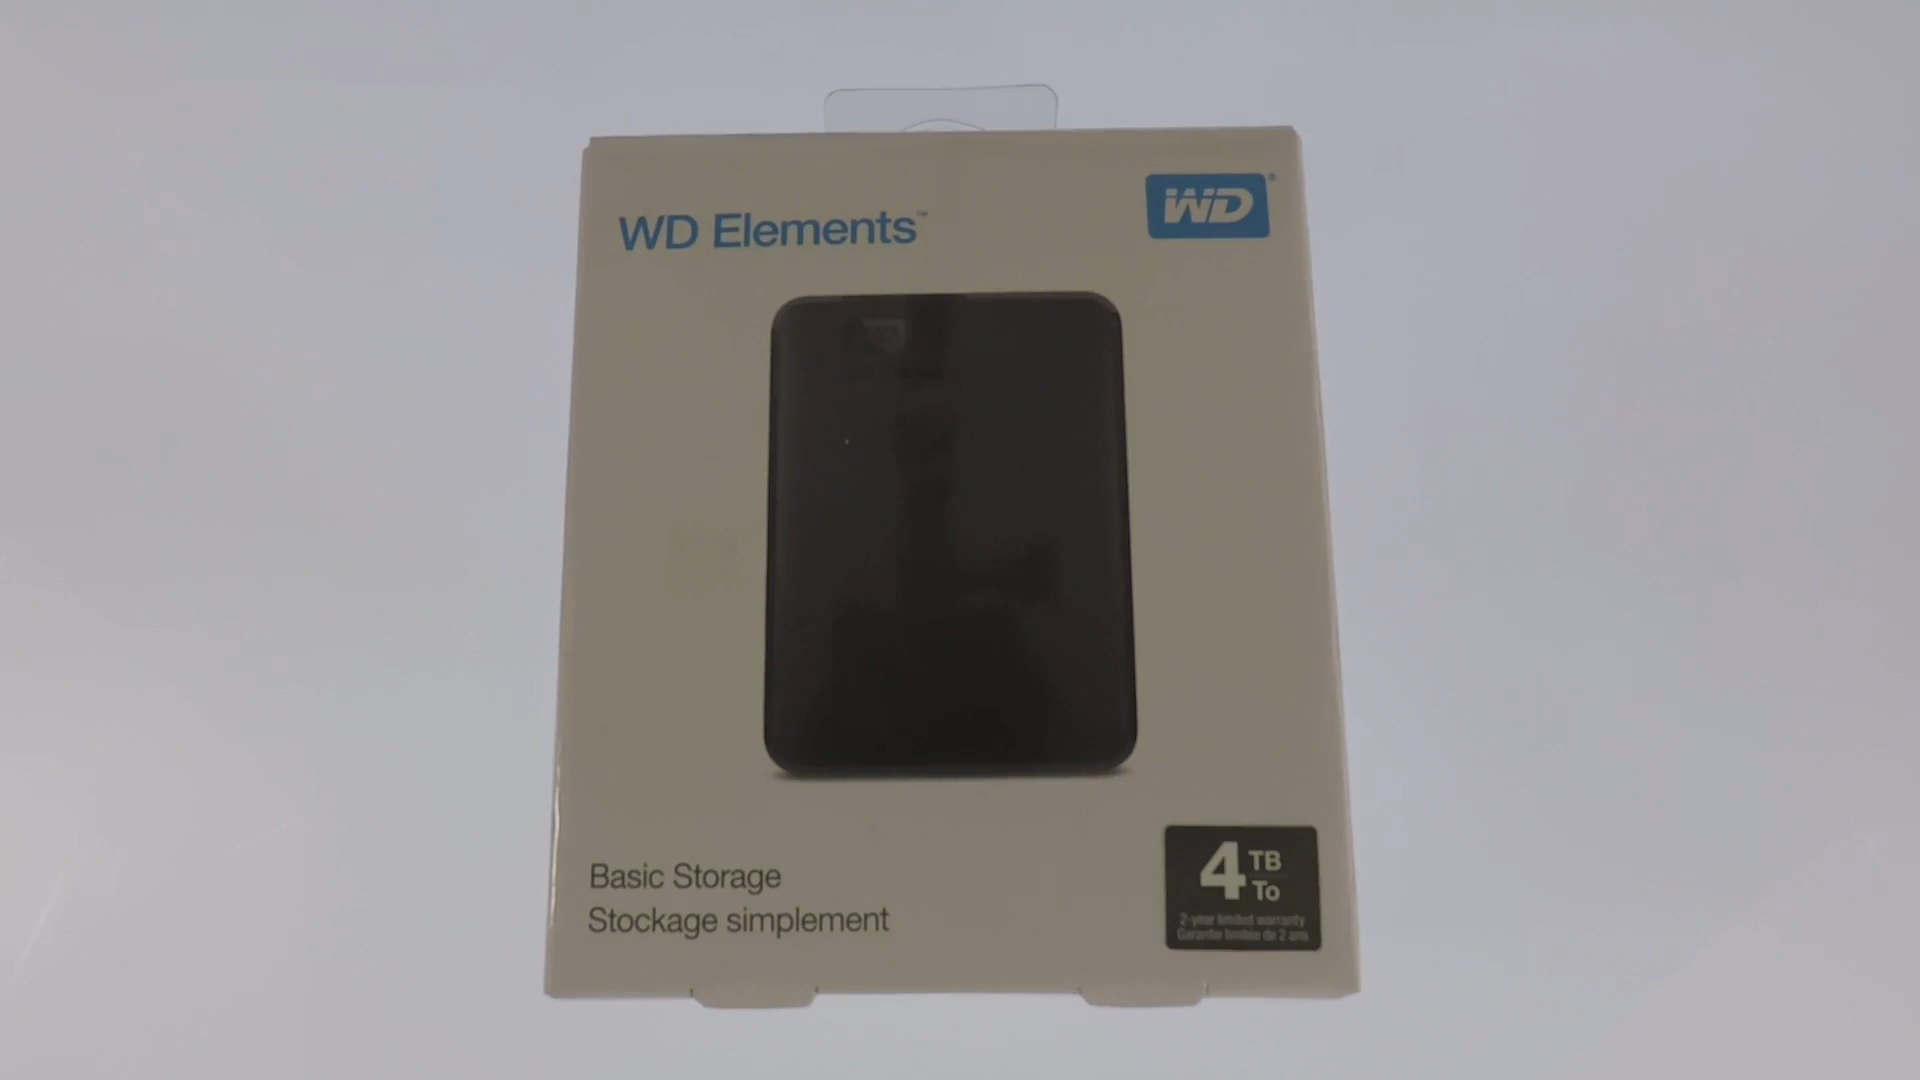 WD Elements™
WD®
Basic Storage
Stockage simplement
4 TB
To
2-year limited warranty
Garantie limitée de 2 ans